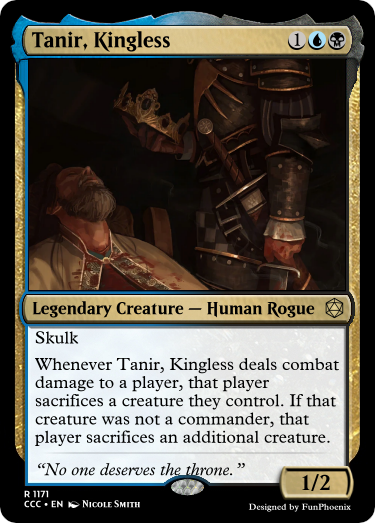 Tanir, Kingless 1
Legendary Creature — Human Rogue
Skulk
Whenever Tanir, Kingless deals combat
damage to a player, that player
sacrifices a creature they control. If that
creature was not a commander, that
player sacrifices an additional creature.
“No one deserves the throne.”
1/2
R 1171
CCC • EN Nicole Smith
Designed by FunPhoenix